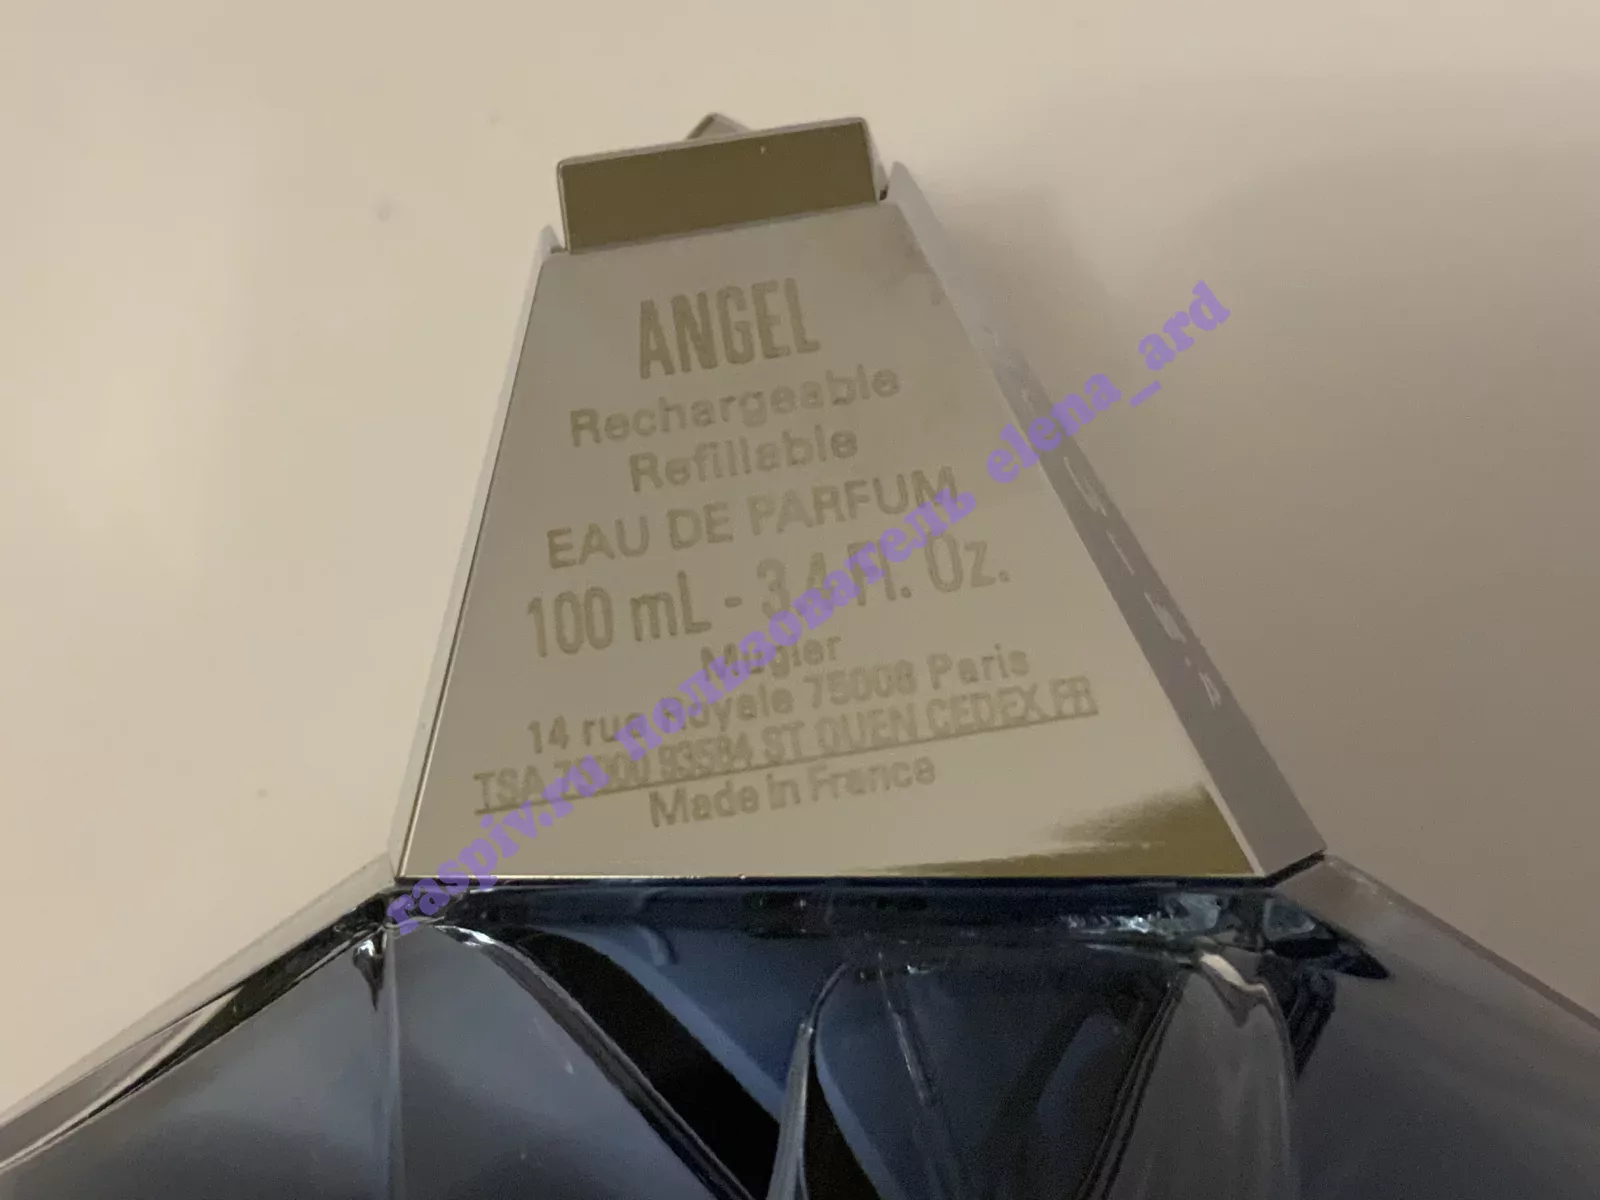 ANGEL
Rechargeable
Refillable
EAU DE PARFUM
100 mL - 3.4 Fl. Oz.
Mugler
14 rue Royale 75008 Paris
TSA 75000 93584 ST OUEN CEDEX FR
Made in France
raspiv.ru пользователь elena_ard